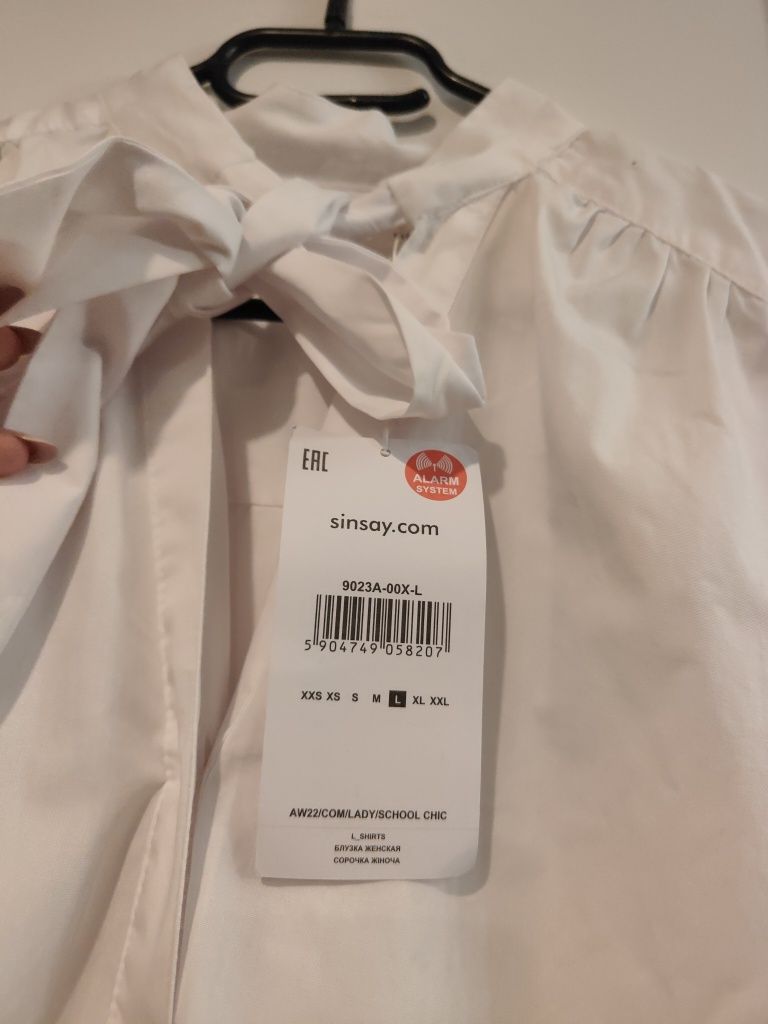 EAC
ALARM
SYSTEM
sinsay.com
9023A-00X-L
5 904749 058207
XXS XS S M L XL XXL
AW22/COM/LADY/SCHOOL CHIC
L_SHIRTS
БЛУЗКА ЖЕНСКАЯ
СОРОЧКА ЖІНОЧА